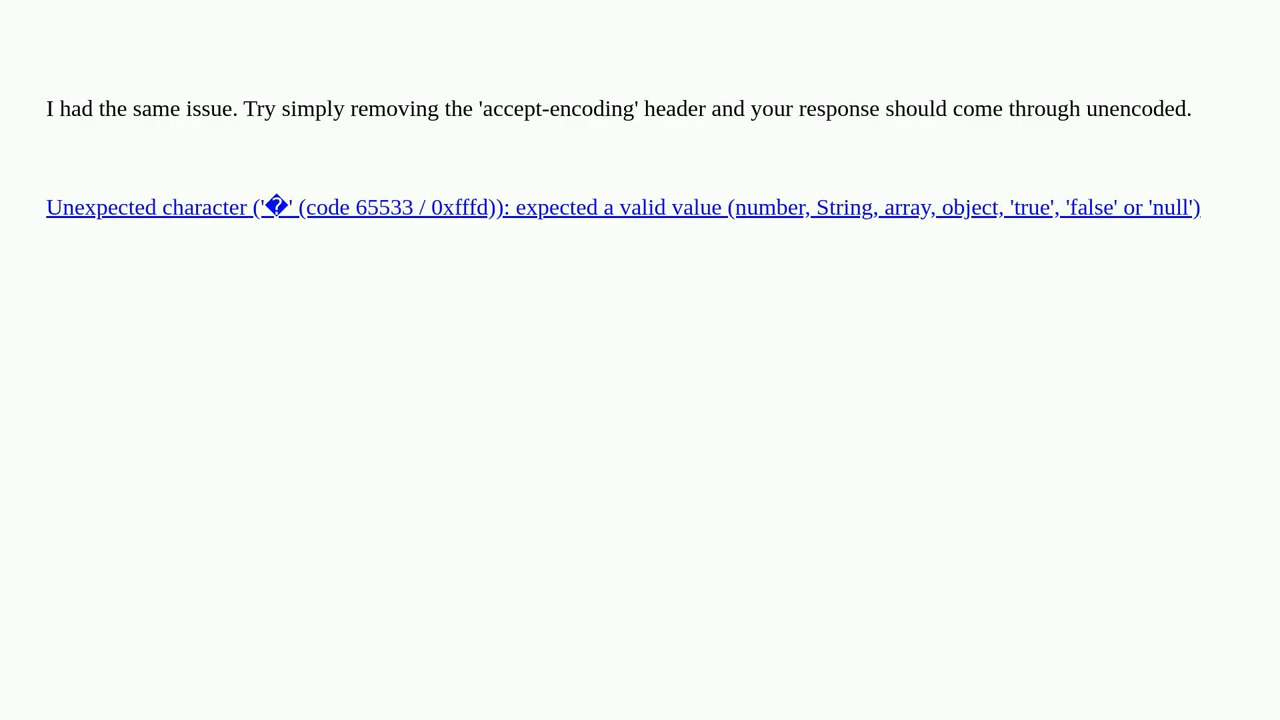 I had the same issue. Try simply removing the 'accept-encoding' header and your response should come through unencoded.
Unexpected character ('�' (code 65533 / 0xfffd)): expected a valid value (number, String, array, object, 'true', 'false' or 'null')